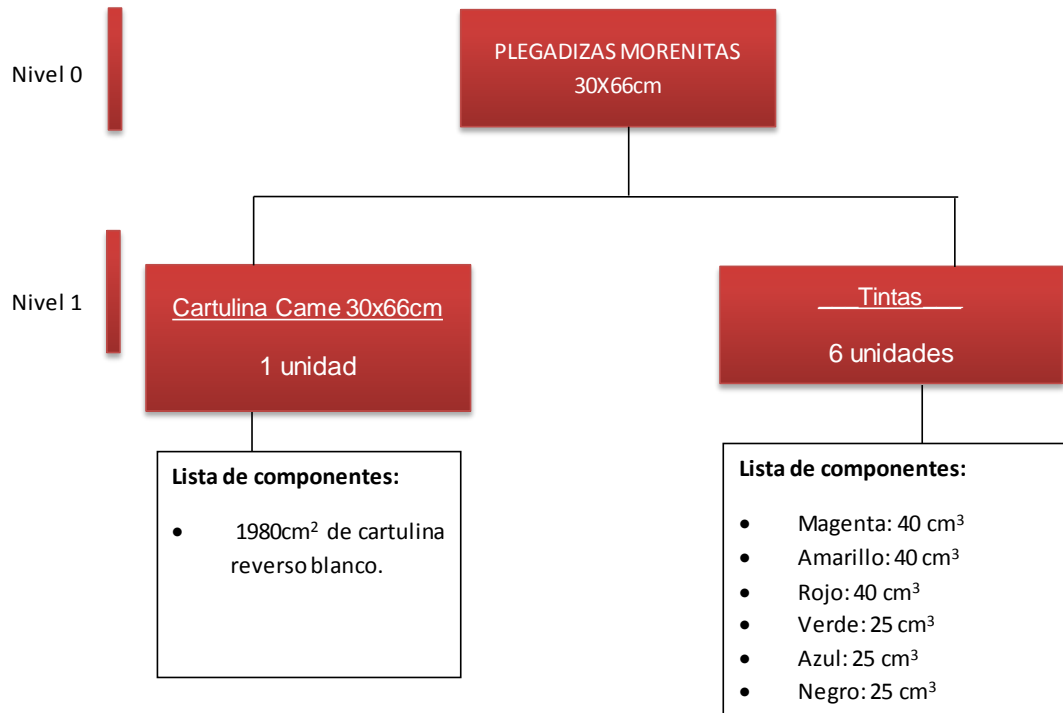 Nivel 0
PLEGADIZAS MORENITAS
30X66cm
Nivel 1
Cartulina Came 30x66cm
1 unidad
Tintas
6 unidades
Lista de componentes:
• 1980cm² de cartulina
reverso blanco.
Lista de componentes:
• Magenta: 40 cm³
• Amarillo: 40 cm³
• Rojo: 40 cm³
• Verde: 25 cm³
• Azul: 25 cm³
• Negro: 25 cm³